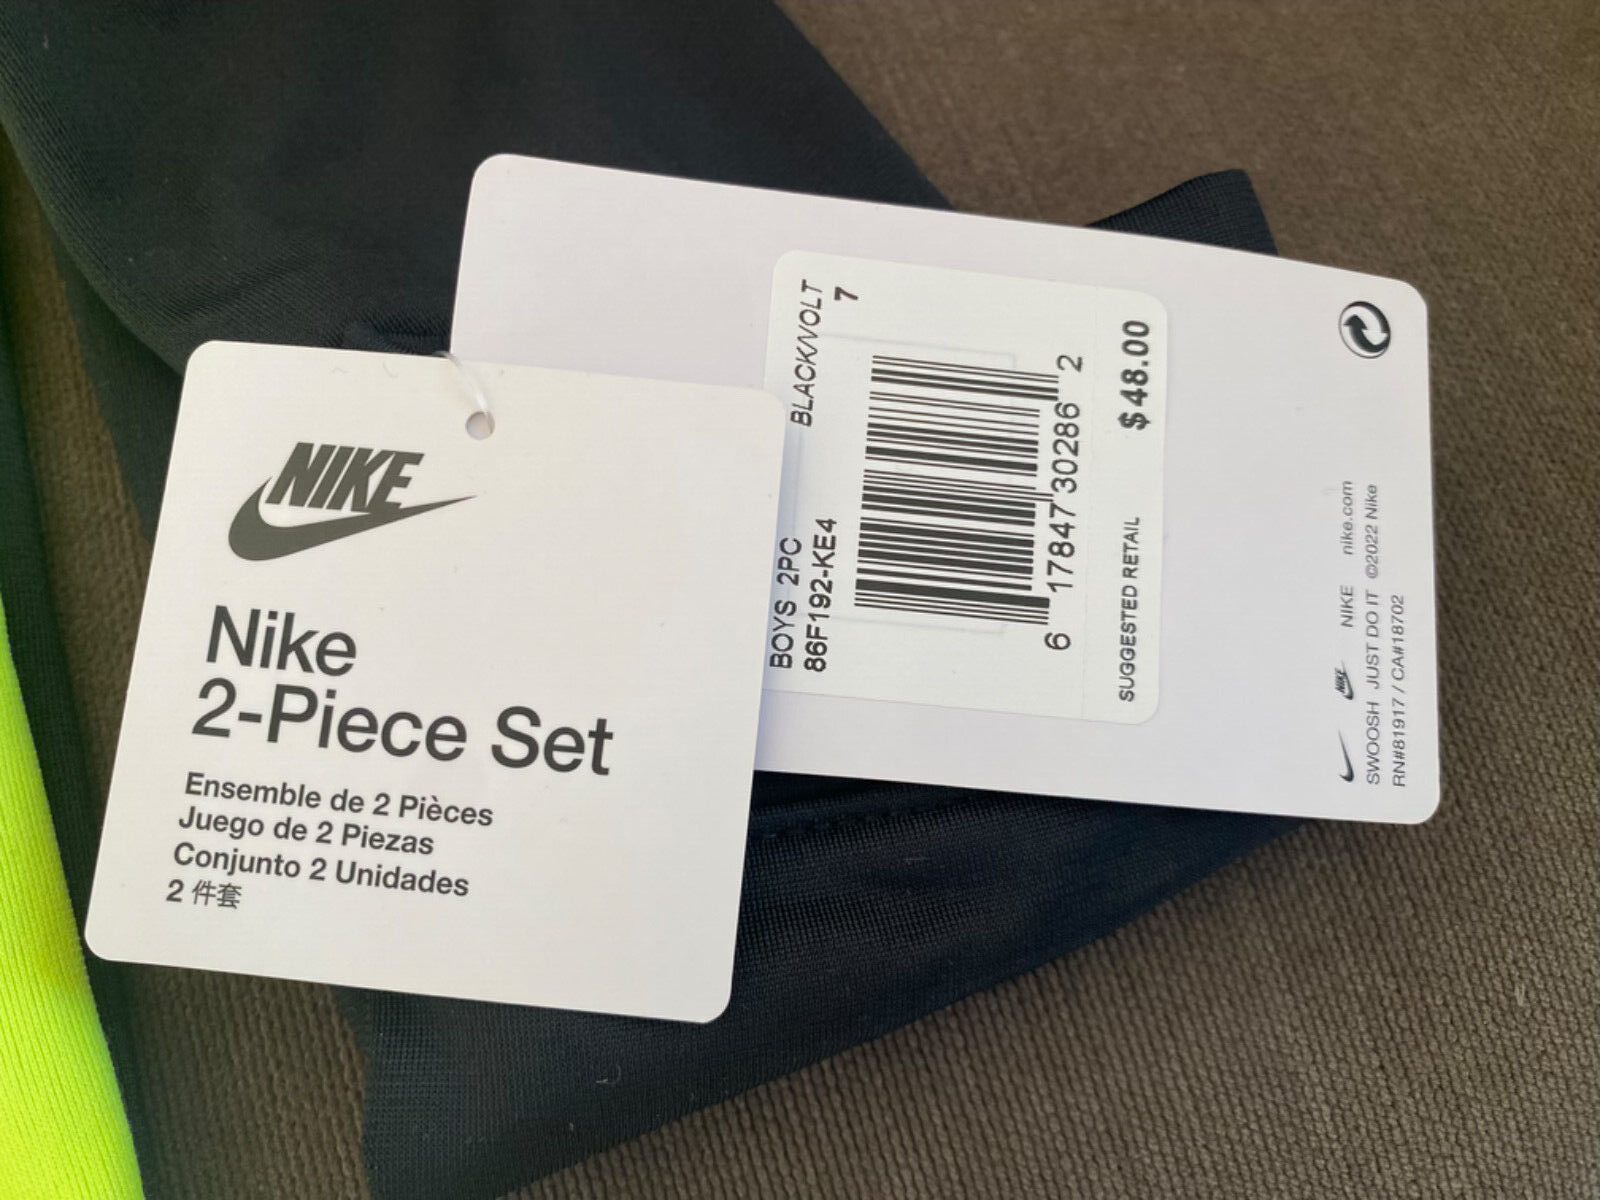 NIKE
Nike
2-Piece Set
Ensemble de 2 Pièces
Juego de 2 Piezas
Conjunto 2 Unidades
2 件套
BOYS 2PC BLACK/VOLT
86F192-KE4 7
6 17847 30286 2
SUGGESTED RETAIL $48.00
NIKE NIKE nike.com
SWOOSH JUST DO IT ©2022 Nike
RN#81917 / CA#18702